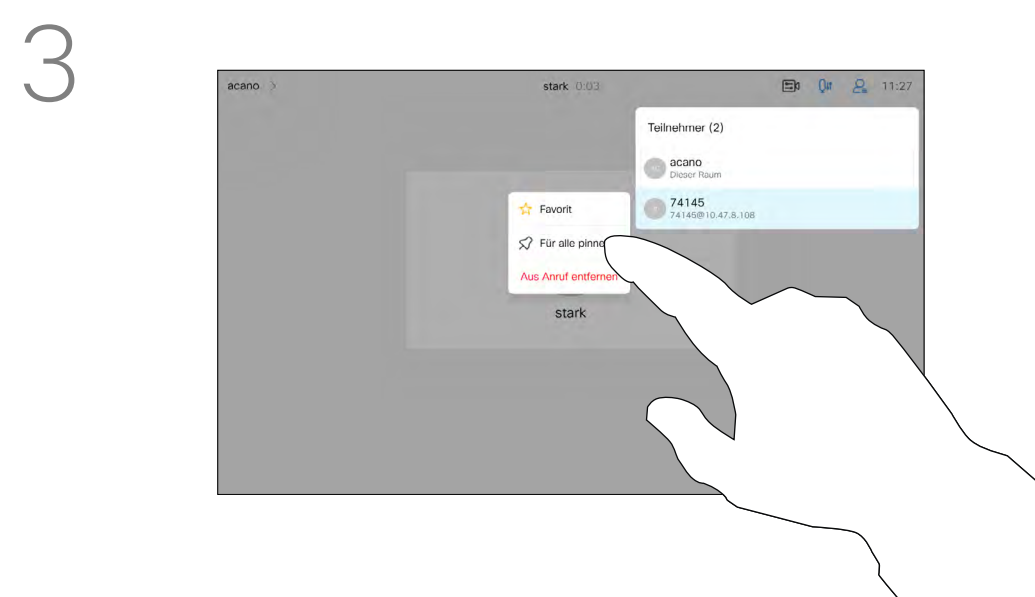 3
acano
stark 0:03
11:27
Teilnehmer (2)
acano
Dieser Raum
74145
74145@10.47.8.108
Favorit
Für alle pinne
Aus Anruf entfernen
stark